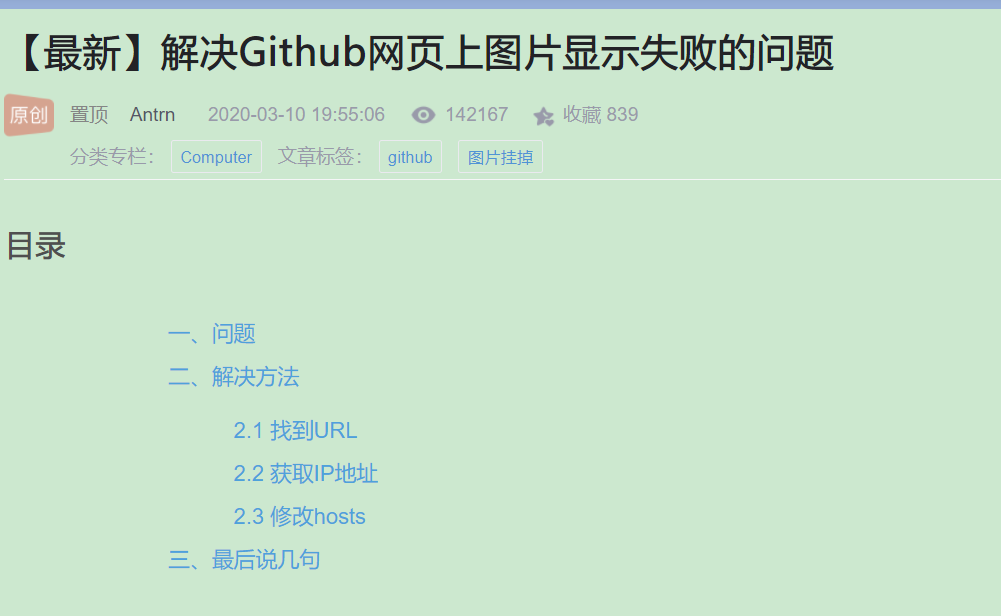 【最新】解决Github网页上图片显示失败的问题
原创 置顶 Antrn 2020-03-10 19:55:06 142167 收藏 839
分类专栏： Computer 文章标签： github 图片挂掉
目录
一、问题
二、解决方法
2.1 找到URL
2.2 获取IP地址
2.3 修改hosts
三、最后说几句